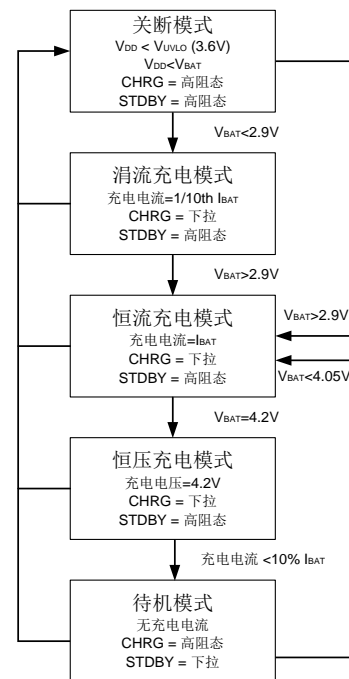 关断模式
VDD < VUVLO (3.6V)
VDD<VBAT
CHRG = 高阻态
STDBY = 高阻态
VBAT<2.9V
涓流充电模式
充电电流=1/10th IBAT
CHRG = 下拉
STDBY = 高阻态
VBAT>2.9V
恒流充电模式
充电电流=IBAT
CHRG = 下拉
STDBY = 高阻态
VBAT>2.9V
VBAT<4.05V
VBAT=4.2V
恒压充电模式
充电电压=4.2V
CHRG = 下拉
STDBY = 高阻态
充电电流 <10% IBAT
待机模式
无充电电流
CHRG = 高阻态
STDBY = 下拉